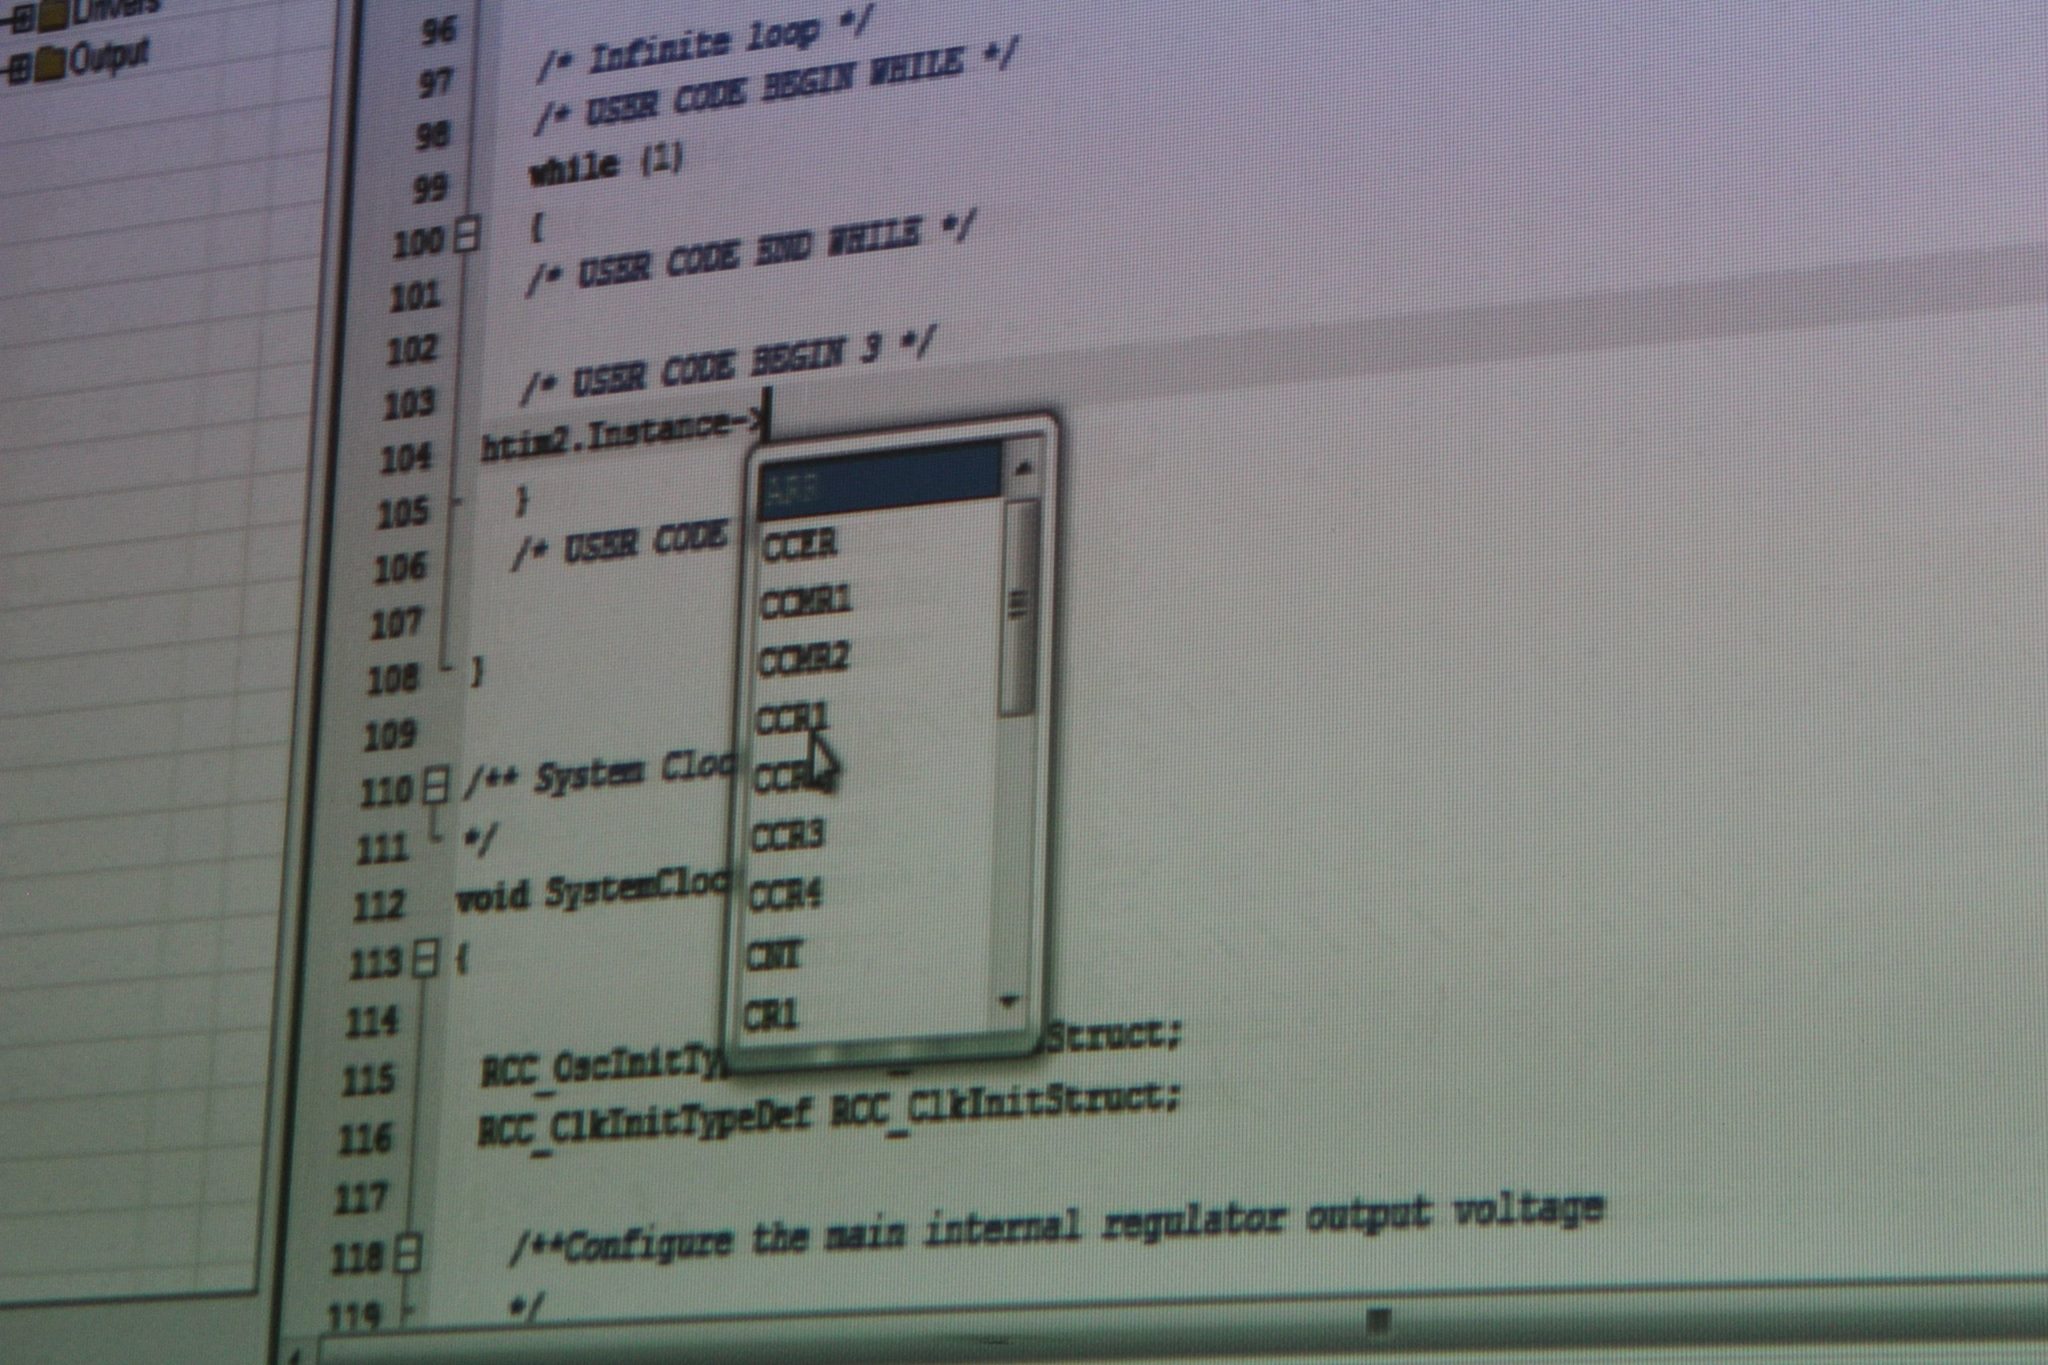 Drivers
Output
96
97 /* Infinite loop */
98 /* USER CODE BEGIN WHILE */
99 while (1)
100 {
101 /* USER CODE END WHILE */
102
103 /* USER CODE BEGIN 3 */
104 htim2.Instance->
105 }
106 /* USER CODE
107
108 }
109
110 /** System Cloc
111 */
112 void SystemCloc
113 {
114
115 RCC_OscInitTy Struct;
116 RCC_ClkInitTypeDef RCC_ClkInitStruct;
117
118 /**Configure the main internal regulator output voltage
119 */
ARR
CCER
CCMR1
CCMR2
CCR1
CCR3
CCR4
CNT
CR1